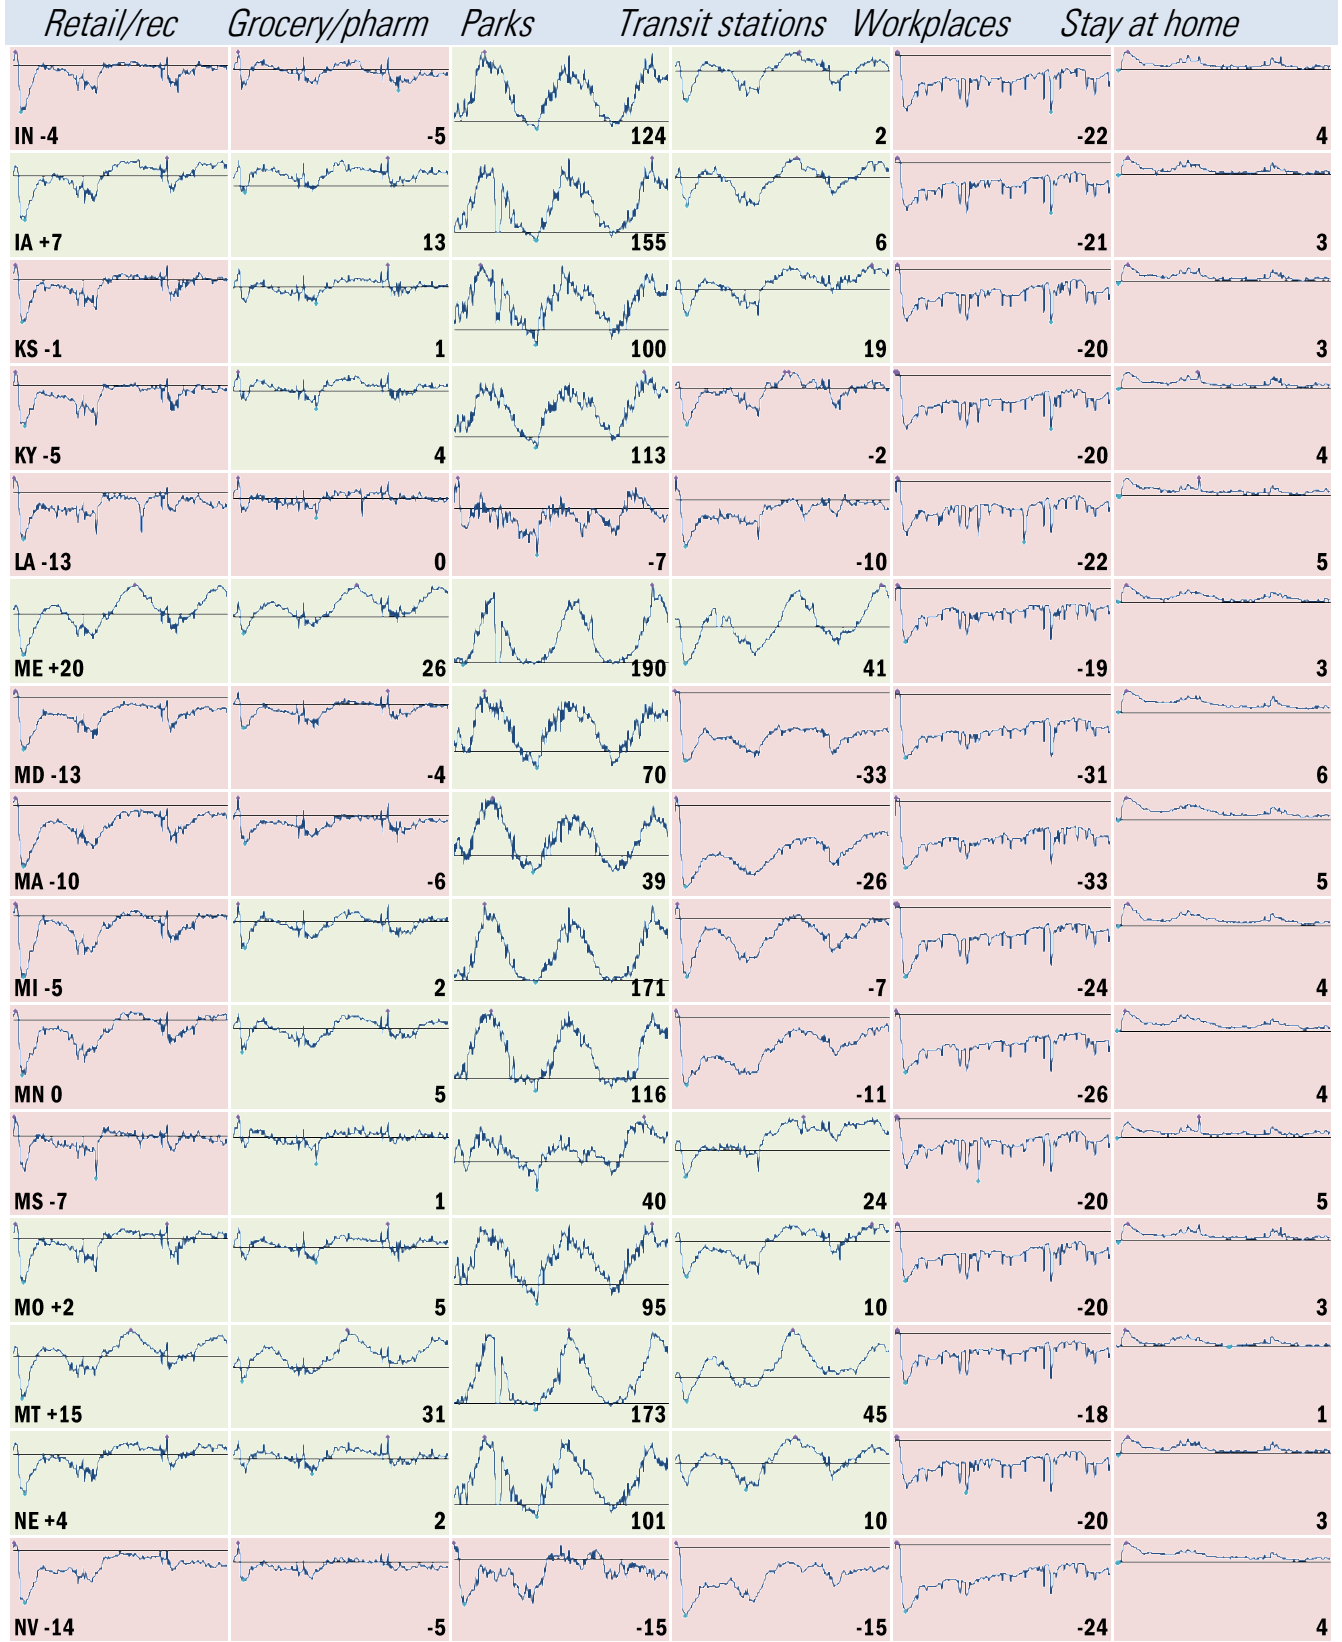 Retail/rec Grocery/pharm Parks Transit stations Workplaces Stay at home
IN -4 -5 124 2 -22 4
IA +7 13 155 6 -21 3
KS -1 1 100 19 -20 3
KY -5 4 113 -2 -20 4
LA -13 0 -7 -10 -22 5
ME +20 26 190 41 -19 3
MD -13 -4 70 -33 -31 6
MA -10 -6 39 -26 -33 5
MI -5 2 171 -7 -24 4
MN 0 5 116 -11 -26 4
MS -7 1 40 24 -20 5
MO +2 5 95 10 -20 3
MT +15 31 173 45 -18 1
NE +4 2 101 10 -20 3
NV -14 -5 -15 -15 -24 4